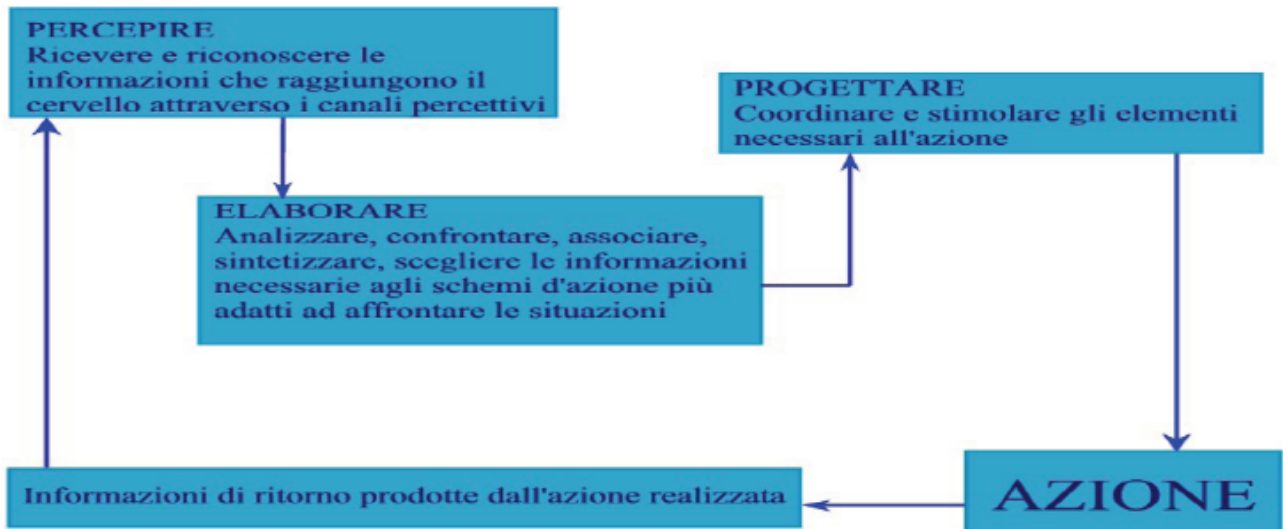 PERCEPIRE
Ricevere e riconoscere le
informazioni che raggiungono il
cervello attraverso i canali percettivi
PROGETTARE
Coordinare e stimolare gli elementi
necessari all'azione
ELABORARE
Analizzare, confrontare, associare,
sintetizzare, scegliere le informazioni
necessarie agli schemi d'azione più
adatti ad affrontare le situazioni
AZIONE
Informazioni di ritorno prodotte dall'azione realizzata